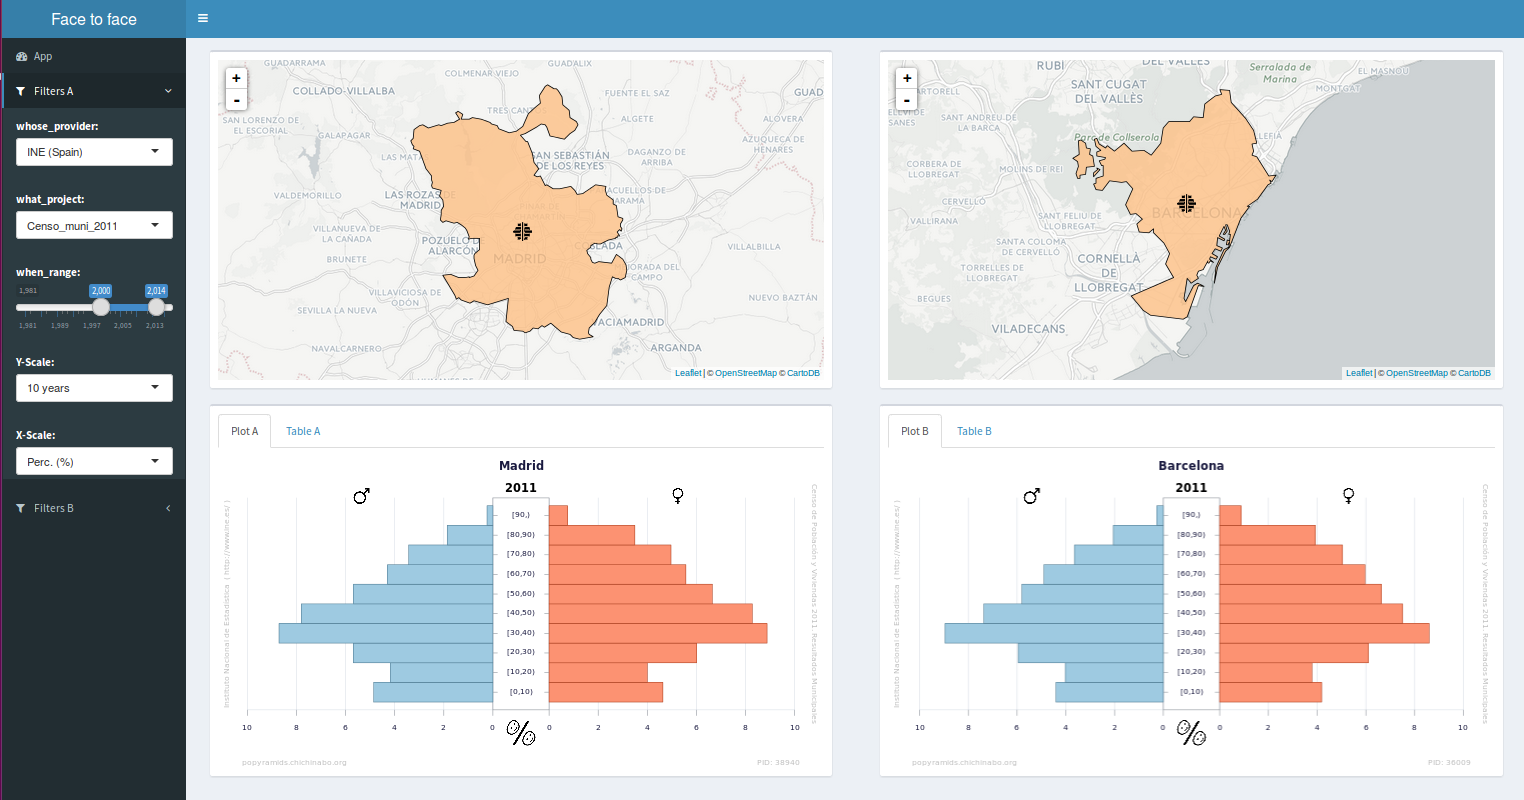 Face to face
App
Filters A
whose_provider:
INE (Spain)
what_project:
Censo_muni_2011
when_range:
1,981
2,000
2,014
1,981 1,989 1,997 2,005 2,013
Y-Scale:
10 years
X-Scale:
Perc. (%)
Filters B
+
-
GUADARRAMA
GUADALIX
COLMENAR VIEJO
COLLADO-VILLALBA
FUENTE EL SAZ
GUAD
TRES CANT
SAN LORENZO DE
EL ESCORIAL
ALGETE
ALOVERA
GALAPAGAR
AZUQUECA DE
HENARES
LAS MAT
SAN SEBASTIÁN
DE LOS REYES
DAGANZO DE
ARRIBA
VALDEMORILLO
LAS ROZAS
MADRID
ACUELLOS DE
ARAMA
VILLANUEVA DE
LA CAÑADA
POZUELO D
ALARCÓN
COSLADA
VILLALBILLA
BRUNETE
MADRID
JORADA DEL
CAMPO
VILLAVICIOSA DE
ODÓN
NUEVO BAZTÁN
SEVILLA LA NUEVA
ACIAMADRID
NAVALCARNERO
ARGANDA
Leaflet | © OpenStreetMap © CartoDB
+
-
RUBI
DEL VALLÈS
Serralada de
Marina
EL MASNOU
SANT CUGAT
DEL VALLÈS
MONTGAT
ARTORELL
SANT ANDREU DE
LA BARCA
SANES
Parc de Collserola
LEFIA
CORBERA DE
LLOBREGAT
MOLINS DE REI
CERVELLÓ
BARCELONA
VALLIRANA
SANT FELIU DE
LLOBREGAT
SANTA COLOMA
DE CERVELLÓ
CORNELLÀ
DE
LLOBREGAT
TORRELLES DE
LLOBREGAT
BEGUES
VILADECANS
Leaflet | © OpenStreetMap © CartoDB
Plot A
Table A
Madrid
2011
[90,)
[80,90)
[70,80)
[60,70)
[50,60)
[40,50)
[30,40)
[20,30)
[10,20)
[0,10)
10 8 6 4 2 0 0 2 4 6 8 10
%
Instituto Nacional de Estadística ( http://www.ine.es/ )
Censo de Población y Viviendas 2011. Resultados Municipales
popyramids.chichinabo.org
PID: 38940
Plot B
Table B
Barcelona
2011
[90,)
[80,90)
[70,80)
[60,70)
[50,60)
[40,50)
[30,40)
[20,30)
[10,20)
[0,10)
10 8 6 4 2 0 0 2 4 6 8 10
%
Instituto Nacional de Estadística ( http://www.ine.es/ )
Censo de Población y Viviendas 2011. Resultados Municipales
popyramids.chichinabo.org
PID: 36009